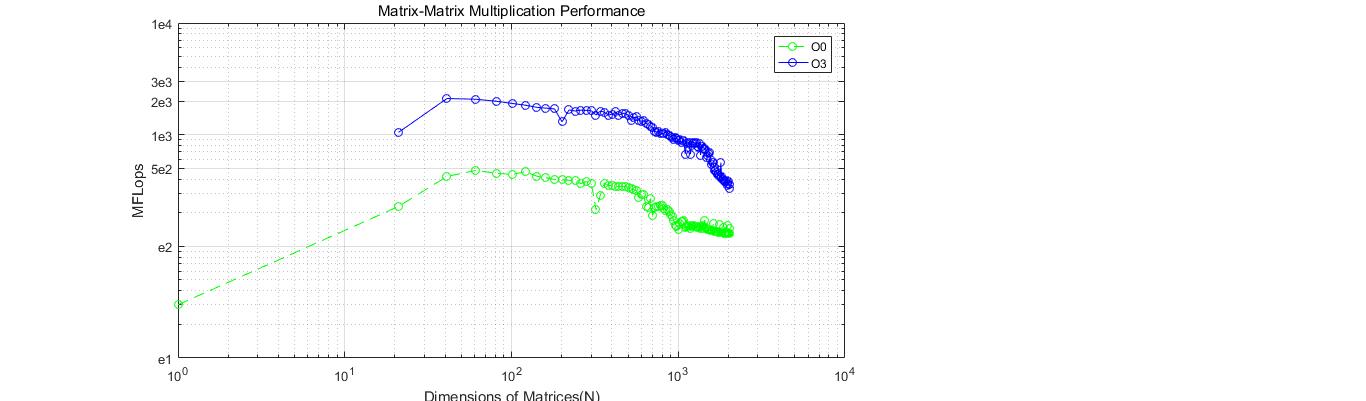 Matrix-Matrix Multiplication Performance
1e4
3e3
2e3
1e3
5e2
e2
e1
MFLops
O0
O3
10^0
10^1
10^2
10^3
10^4
Dimensions of Matrices(N)